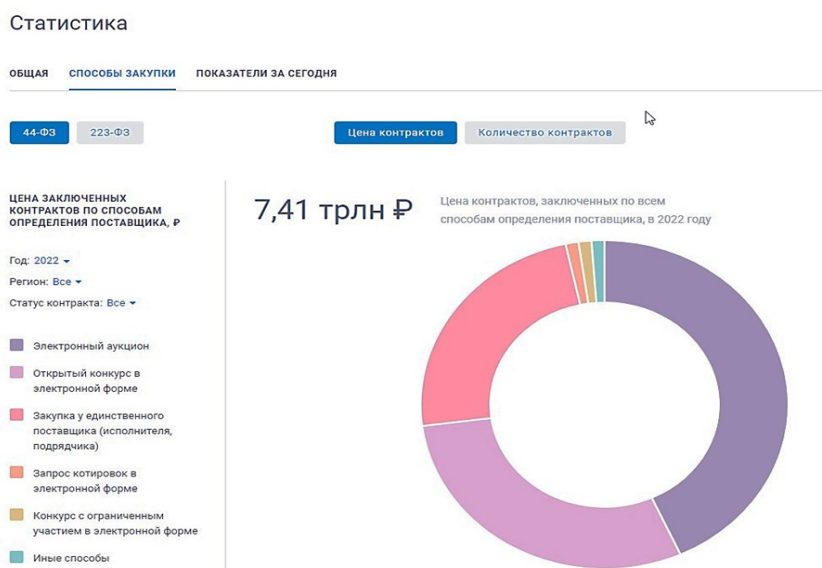 Статистика
ОБЩАЯ СПОСОБЫ ЗАКУПКИ ПОКАЗАТЕЛИ ЗА СЕГОДНЯ
44-ФЗ 223-ФЗ Цена контрактов Количество контрактов
ЦЕНА ЗАКЛЮЧЕННЫХ
КОНТРАКТОВ ПО СПОСОБАМ
ОПРЕДЕЛЕНИЯ ПОСТАВЩИКА, ₽
Год: 2022
Регион: Все
Статус контракта: Все
Электронный аукцион
Открытый конкурс в
электронной форме
Закупка у единственного
поставщика (исполнителя,
подрядчика)
Запрос котировок в
электронной форме
Конкурс с ограниченным
участием в электронной форме
Иные способы
7,41 трлн ₽
Цена контрактов, заключенных по всем
способам определения поставщика, в 2022 году